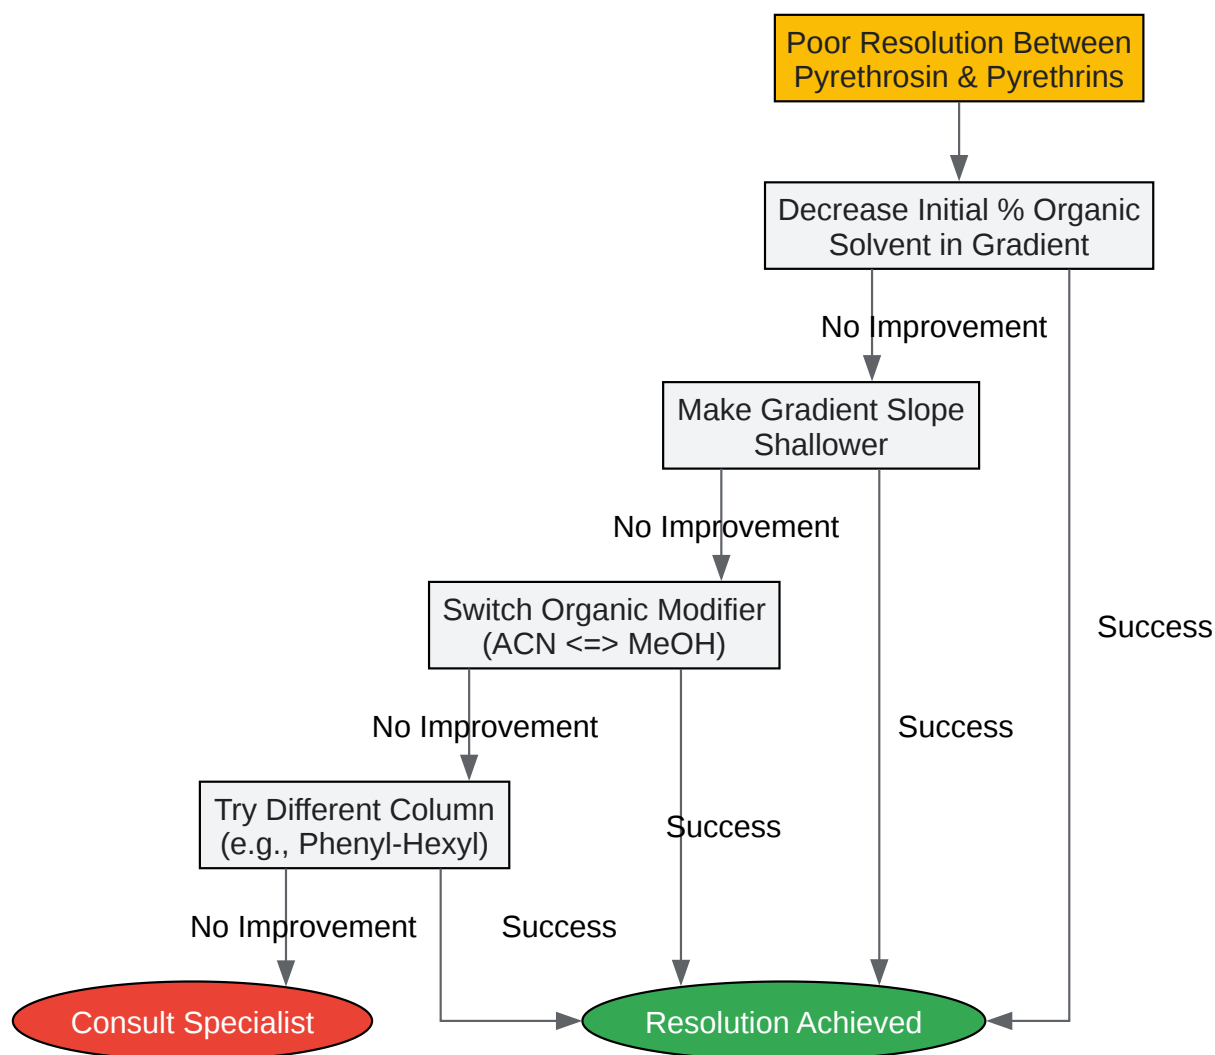 Poor Resolution Between
Pyrethrosin & Pyrethrins
Decrease Initial % Organic
Solvent in Gradient
No Improvement
Make Gradient Slope
Shallower
No Improvement
Switch Organic Modifier
(ACN <=> MeOH)
Success
No Improvement
Success
Try Different Column
(e.g., Phenyl-Hexyl)
Success
No Improvement
Success
Consult Specialist
Resolution Achieved